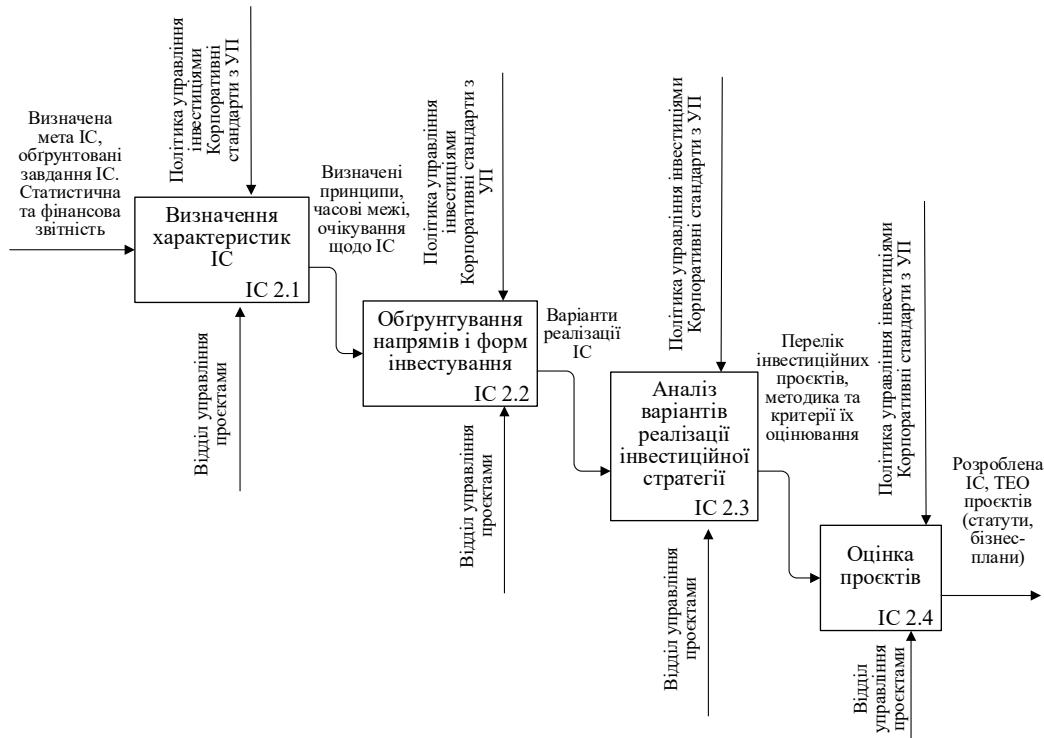 Визначена
мета ІС,
обґрунтовані
завдання ІС.
Статистична
та фінансова
звітність
Політика управління
інвестиціями
Корпоративні
стандарти з УП
Визначення
характеристик
ІС
ІС 2.1
Відділ управління
проєктами
Визначені
принципи,
часові межі,
очікування
щодо ІС
Політика управління
інвестиціями
Корпоративні стандарти з
УП
Обґрунтування
напрямів і форм
інвестування
ІС 2.2
Відділ управління
проєктами
Варіанти
реалізації
ІС
Політика управління інвестиціями
Корпоративні стандарти з УП
Аналіз
варіантів
реалізації
інвестиційної
стратегії
ІС 2.3
Відділ управління
проєктами
Перелік
інвестиційних
проєктів,
методика та
критерії їх
оцінювання
Політика управління інвестиціями
Корпоративні стандарти з УП
Оцінка
проєктів
ІС 2.4
Відділ
управління
проєктами
Розроблена
ІС, ТЕО
проєктів
(статути,
бізнес-
плани)